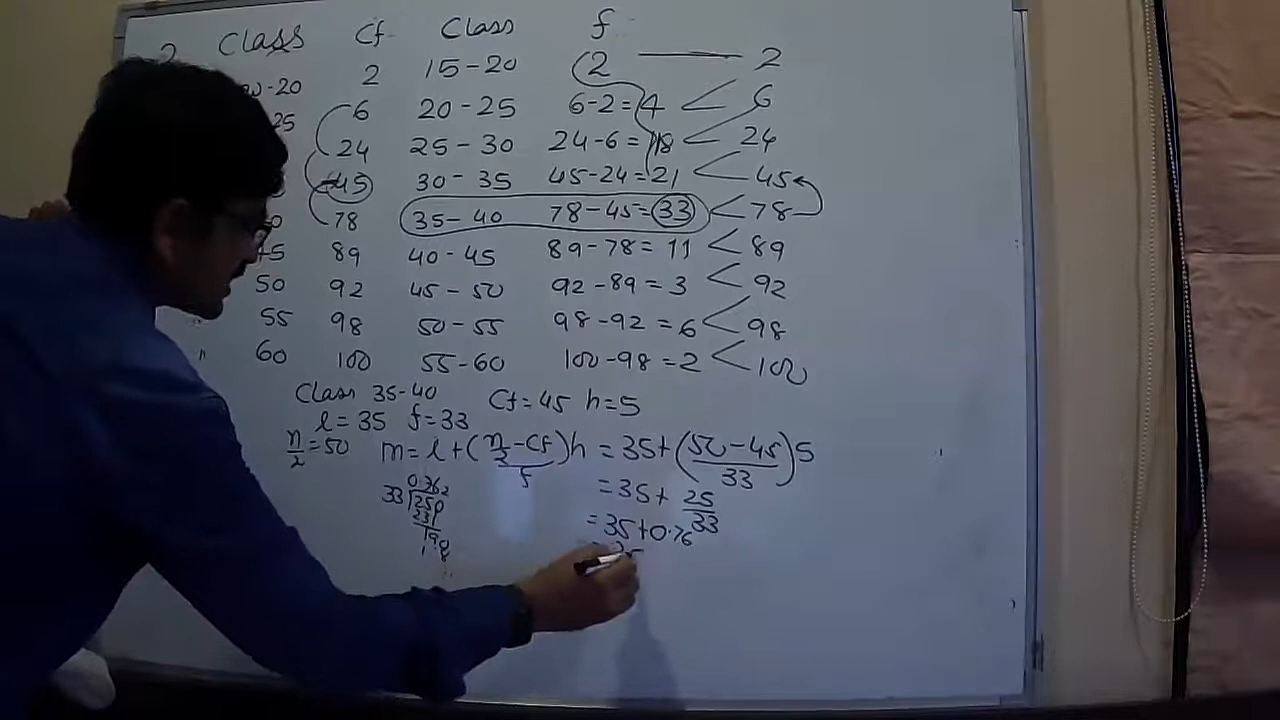 2 Class Cf Class f
-20 2 15-20 2 — 2
25 6 20-25 6-2=4 6
24 25-30 24-6=18 24
45 30-35 45-24=21 45
78 35-40 78-45=33 78
45 89 40-45 89-78=11 89
50 92 45-50 92-89=3 92
55 98 50-55 98-92=6 98
" 60 100 55-60 100-98=2 100
Class 35-40 Cf=45 h=5
l=35 f=33
n/2=50 m=l+((n/2-Cf)/f)h =35+((50-45)/33)5
=35+25/33
=35+0.76
33 250
231